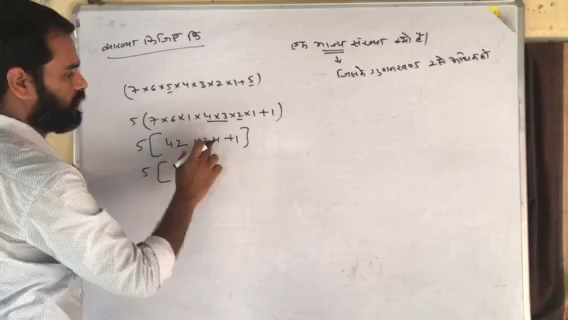 व्याख्या कीजिए कि
एक भाज्य संख्या क्यों है।
↓
जिसके गुणनखण्ड 2 से अधिक हो
(7×6×5×4×3×2×1+5)
5(7×6×1×4×3×2×1+1)
5[42 +1]
5[